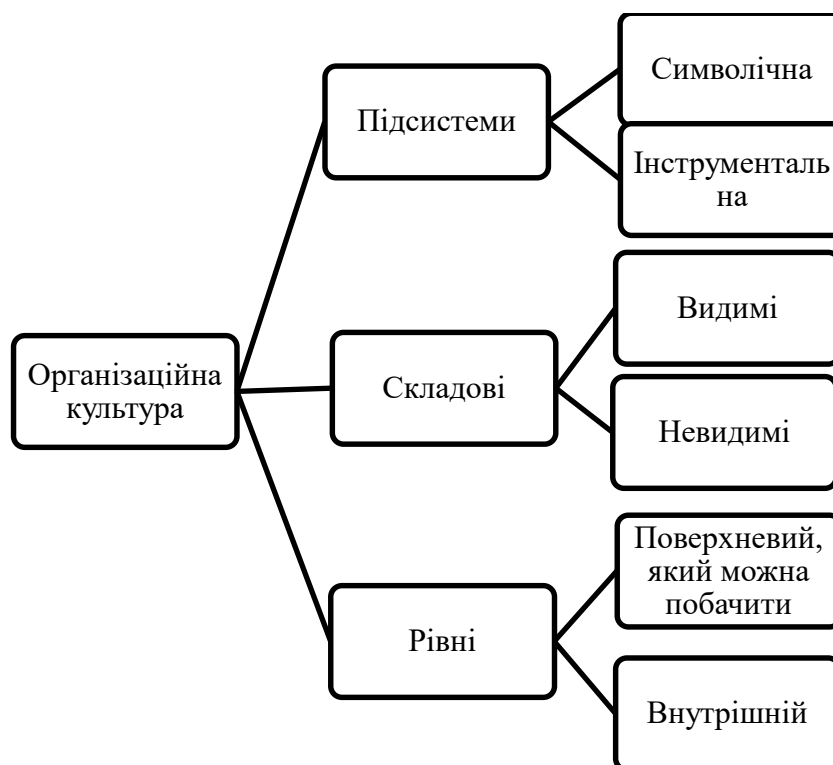 Символічна
Підсистеми
Інструменталь
на
Видимі
Організаційна
культура
Складові
Невидимі
Поверхневий,
який можна
побачити
Рівні
Внутрішній